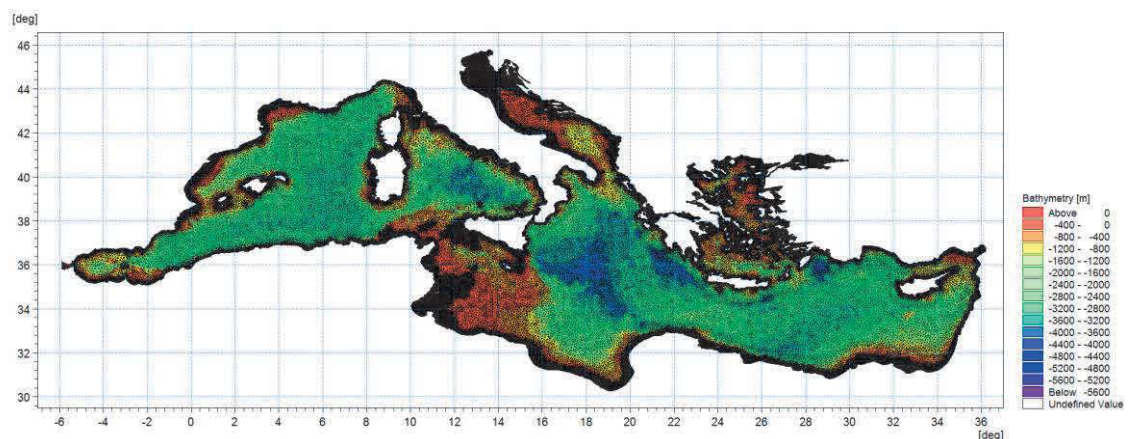 [deg]
46
44
42
40
38
36
34
32
30
-6 -4 -2 0 2 4 6 8 10 12 14 16 18 20 22 24 26 28 30 32 34 36
[deg]
Bathymetry [m]
Above 0
-400 - 0
-800 - -400
-1200 - -800
-1600 - -1200
-2000 - -1600
-2400 - -2000
-2800 - -2400
-3200 - -2800
-3600 - -3200
-4000 - -3600
-4400 - -4000
-4800 - -4400
-5200 - -4800
-5600 - -5200
Below -5600
Undefined Value